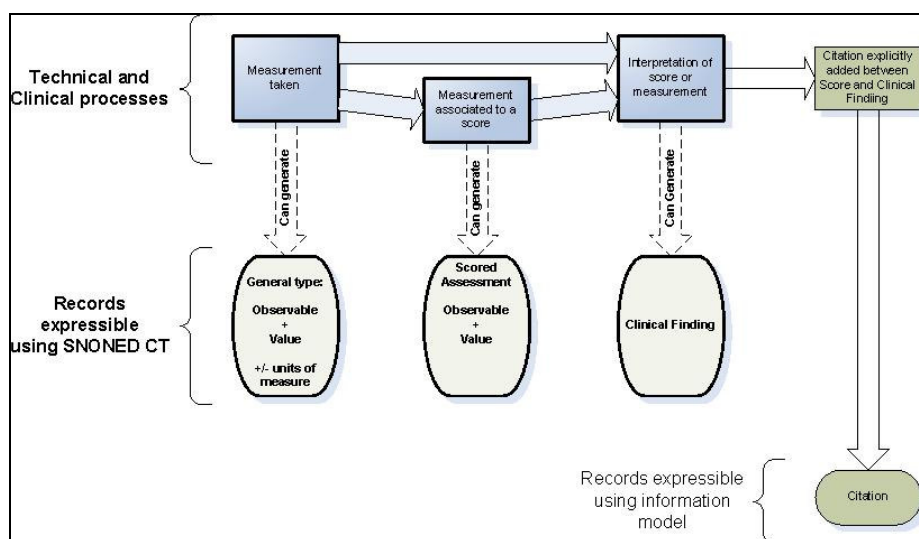 Technical and
Clinical processes
Measurement
taken
Measurement
associated to a
score
Interpretation of
score or
measurement
Citation explicitly
added between
Score and Clinical
Finding
Can generate
Can generate
Can Generate
Records
expressible
using SNONED CT
General type:
Observable
+
Value
+/- units of
measure
Scored
Assessment
Observable
+
Value
Clinical Finding
Records expressible
using information
model
Citation